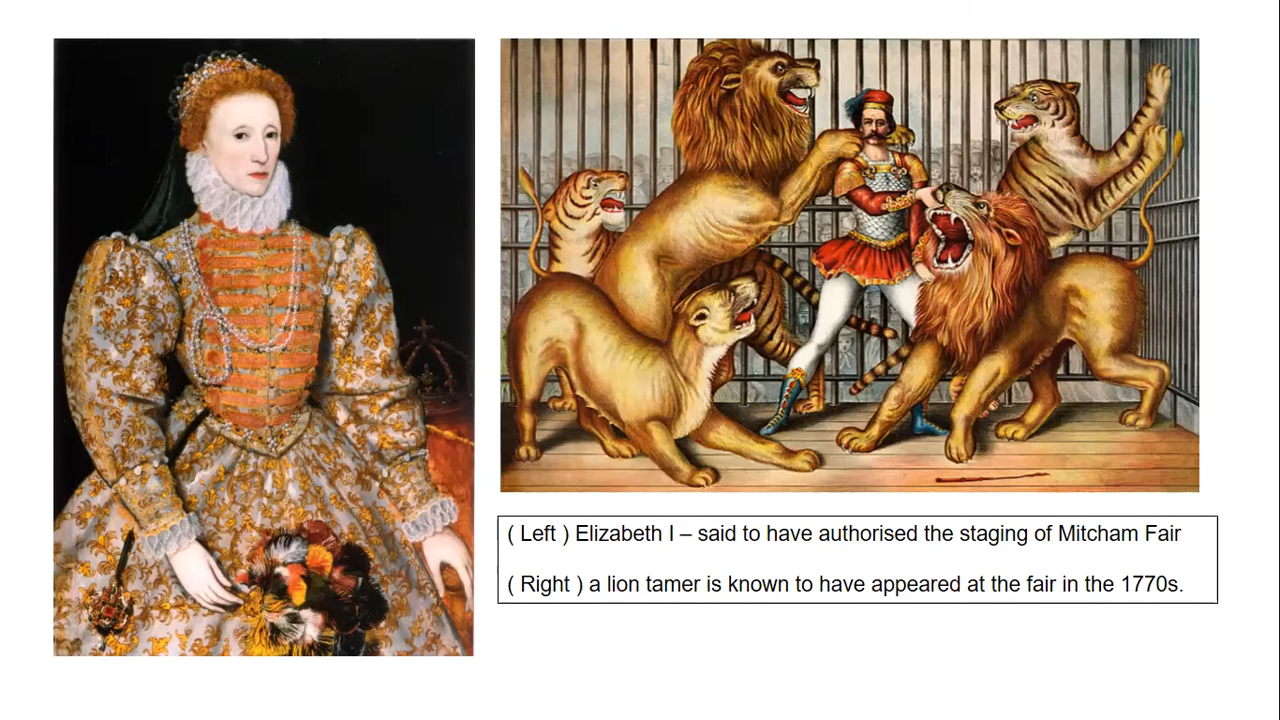 ( Left ) Elizabeth I – said to have authorised the staging of Mitcham Fair
( Right ) a lion tamer is known to have appeared at the fair in the 1770s.